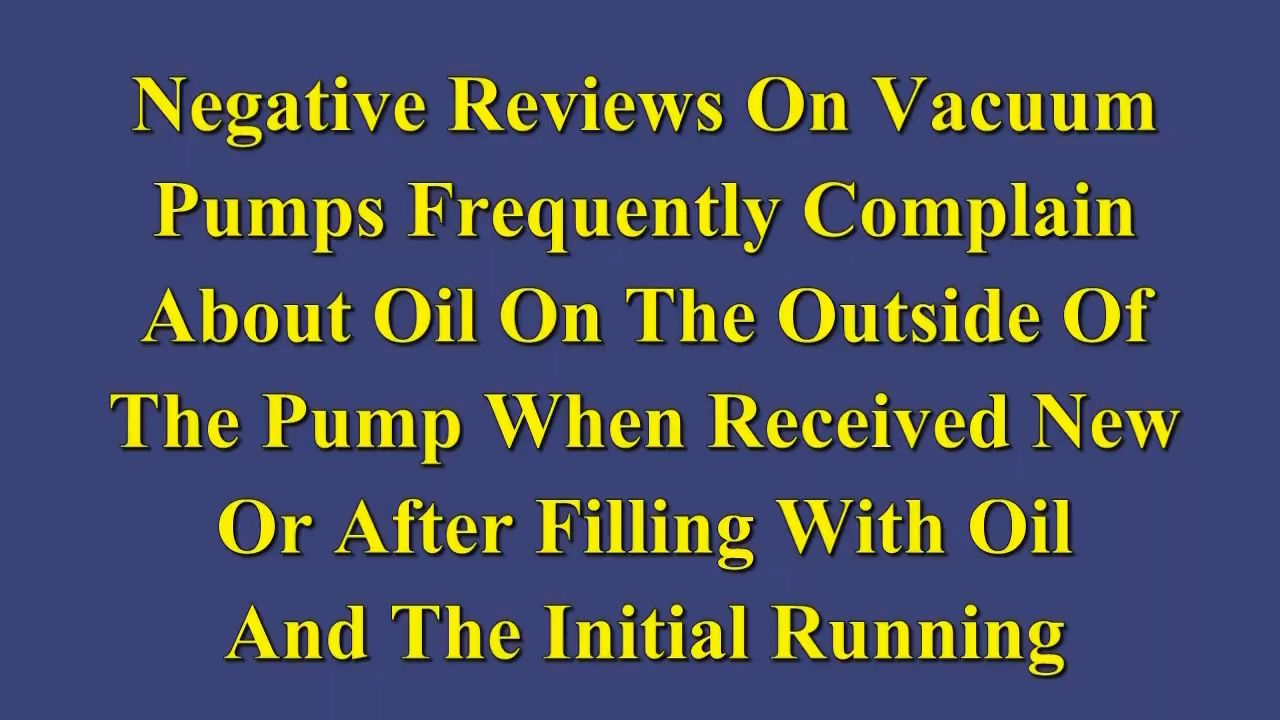 Negative Reviews On Vacuum
Pumps Frequently Complain
About Oil On The Outside Of
The Pump When Received New
Or After Filling With Oil
And The Initial Running